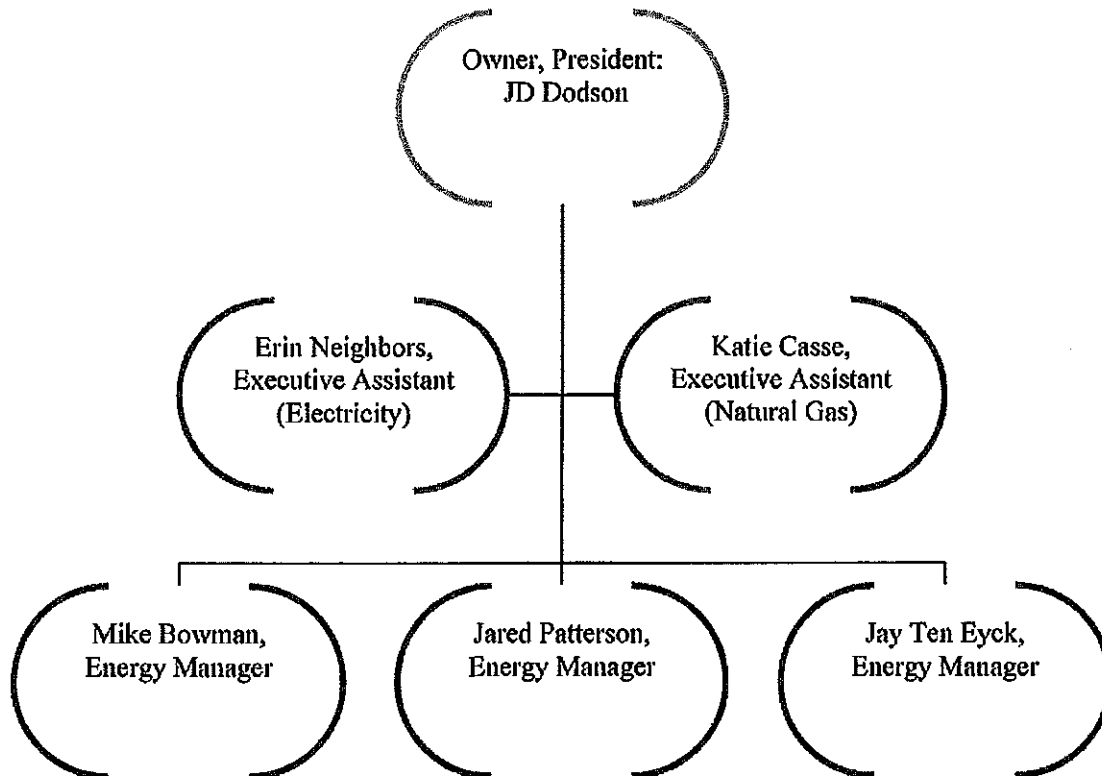 Owner, President:
JD Dodson
Erin Neighbors,
Executive Assistant
(Electricity)
Katie Casse,
Executive Assistant
(Natural Gas)
Mike Bowman,
Energy Manager
Jared Patterson,
Energy Manager
Jay Ten Eyck,
Energy Manager